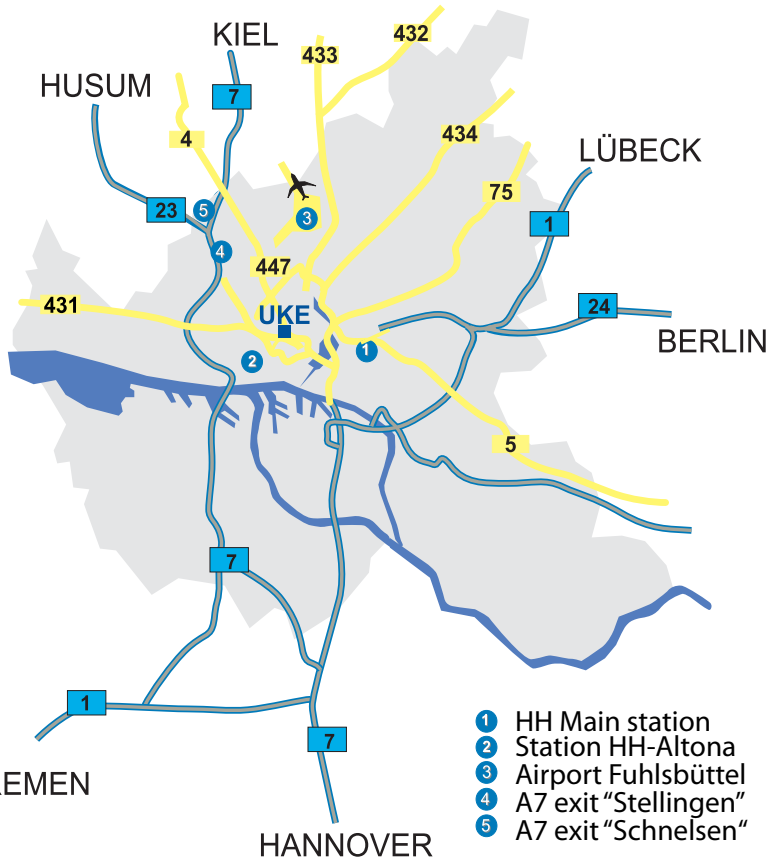 KIEL
432
433
HUSUM
7
4
434
LÜBECK
75
23
5
3
1
4
447
431
24
UKE
BERLIN
1
2
5
7
1
7
REMEN
HANNOVER
1 HH Main station
2 Station HH-Altona
3 Airport Fuhlsbüttel
4 A7 exit “Stellingen”
5 A7 exit “Schnelsen“